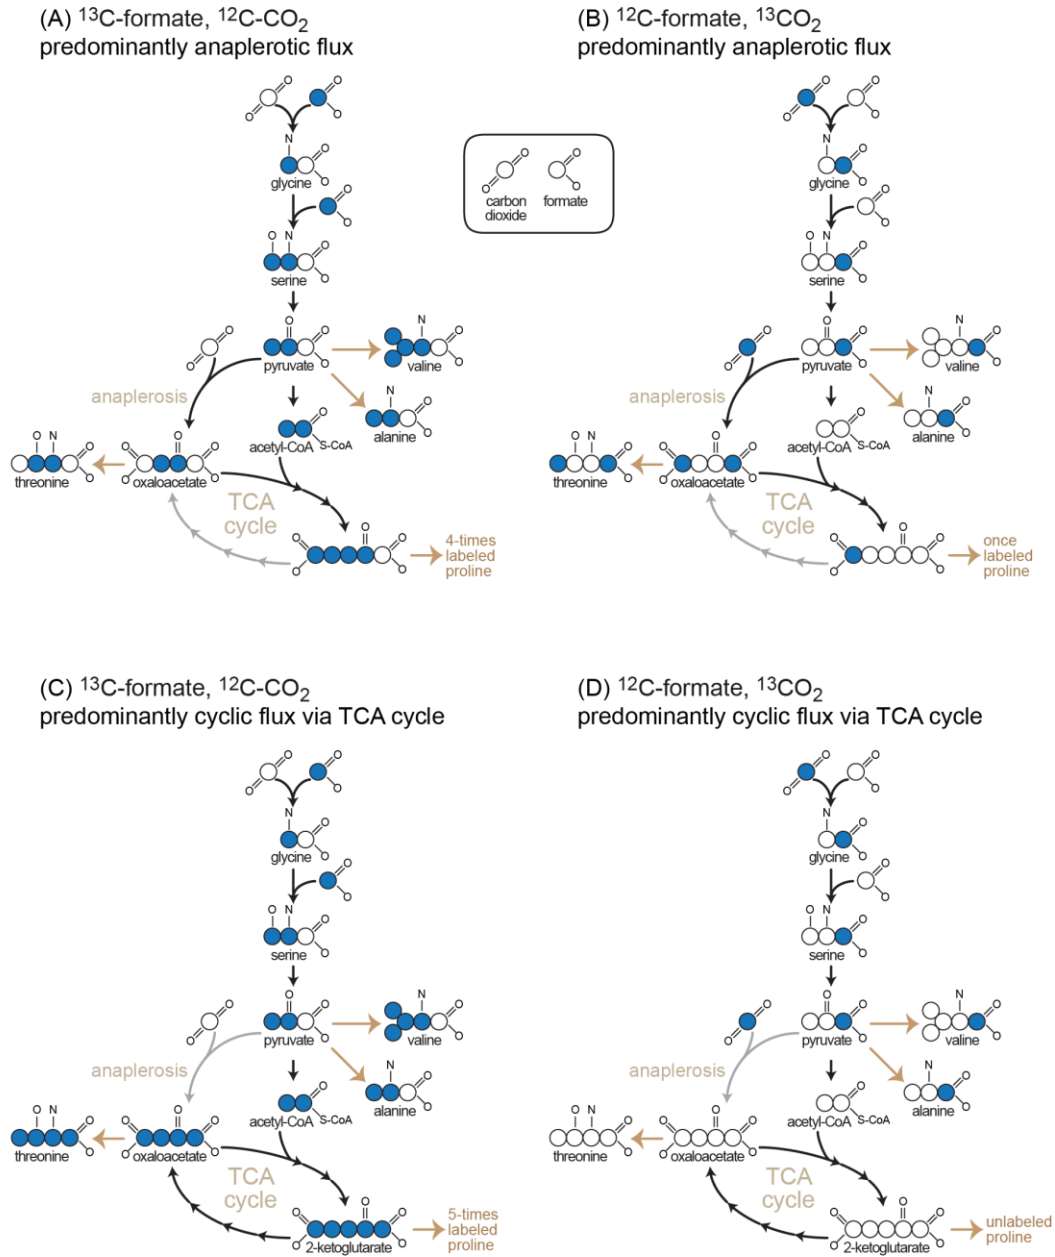 (A) ¹³C-formate, ¹²C-CO₂
predominantly anaplerotic flux
O
O
O
O
N
O
glycine
O
O
O
O
N
O
serine
O
O
O
O
O
pyruvate
O
N
O
valine
O
anaplerosis
N
O
alanine
O
O
acetyl-CoA
S-CoA
O
N
O
threonine
O
O
O
O
oxaloacetate
O
O
TCA
cycle
O
O
O
O
O
4-times
labeled
proline
(B) ¹²C-formate, ¹³CO₂
predominantly anaplerotic flux
O
O
O
O
N
O
glycine
O
O
O
O
N
O
serine
O
O
O
O
O
pyruvate
O
N
O
valine
O
anaplerosis
N
O
alanine
O
O
acetyl-CoA
S-CoA
O
N
O
threonine
O
O
O
O
oxaloacetate
O
O
TCA
cycle
O
O
O
O
O
once
labeled
proline
O
O
O
O
carbon
dioxide
formate
(C) ¹³C-formate, ¹²C-CO₂
predominantly cyclic flux via TCA cycle
O
O
O
O
N
O
glycine
O
O
O
O
N
O
serine
O
O
O
O
O
pyruvate
O
N
O
valine
O
anaplerosis
N
O
alanine
O
O
acetyl-CoA
S-CoA
O
N
O
threonine
O
O
O
O
oxaloacetate
O
O
TCA
cycle
O
O
O
O
O
2-ketoglutarate
5-times
labeled
proline
(D) ¹²C-formate, ¹³CO₂
predominantly cyclic flux via TCA cycle
O
O
O
O
N
O
glycine
O
O
O
O
N
O
serine
O
O
O
O
O
pyruvate
O
N
O
valine
O
anaplerosis
N
O
alanine
O
O
acetyl-CoA
S-CoA
O
N
O
threonine
O
O
O
O
oxaloacetate
O
O
TCA
cycle
O
O
O
O
O
2-ketoglutarate
unlabeled
proline